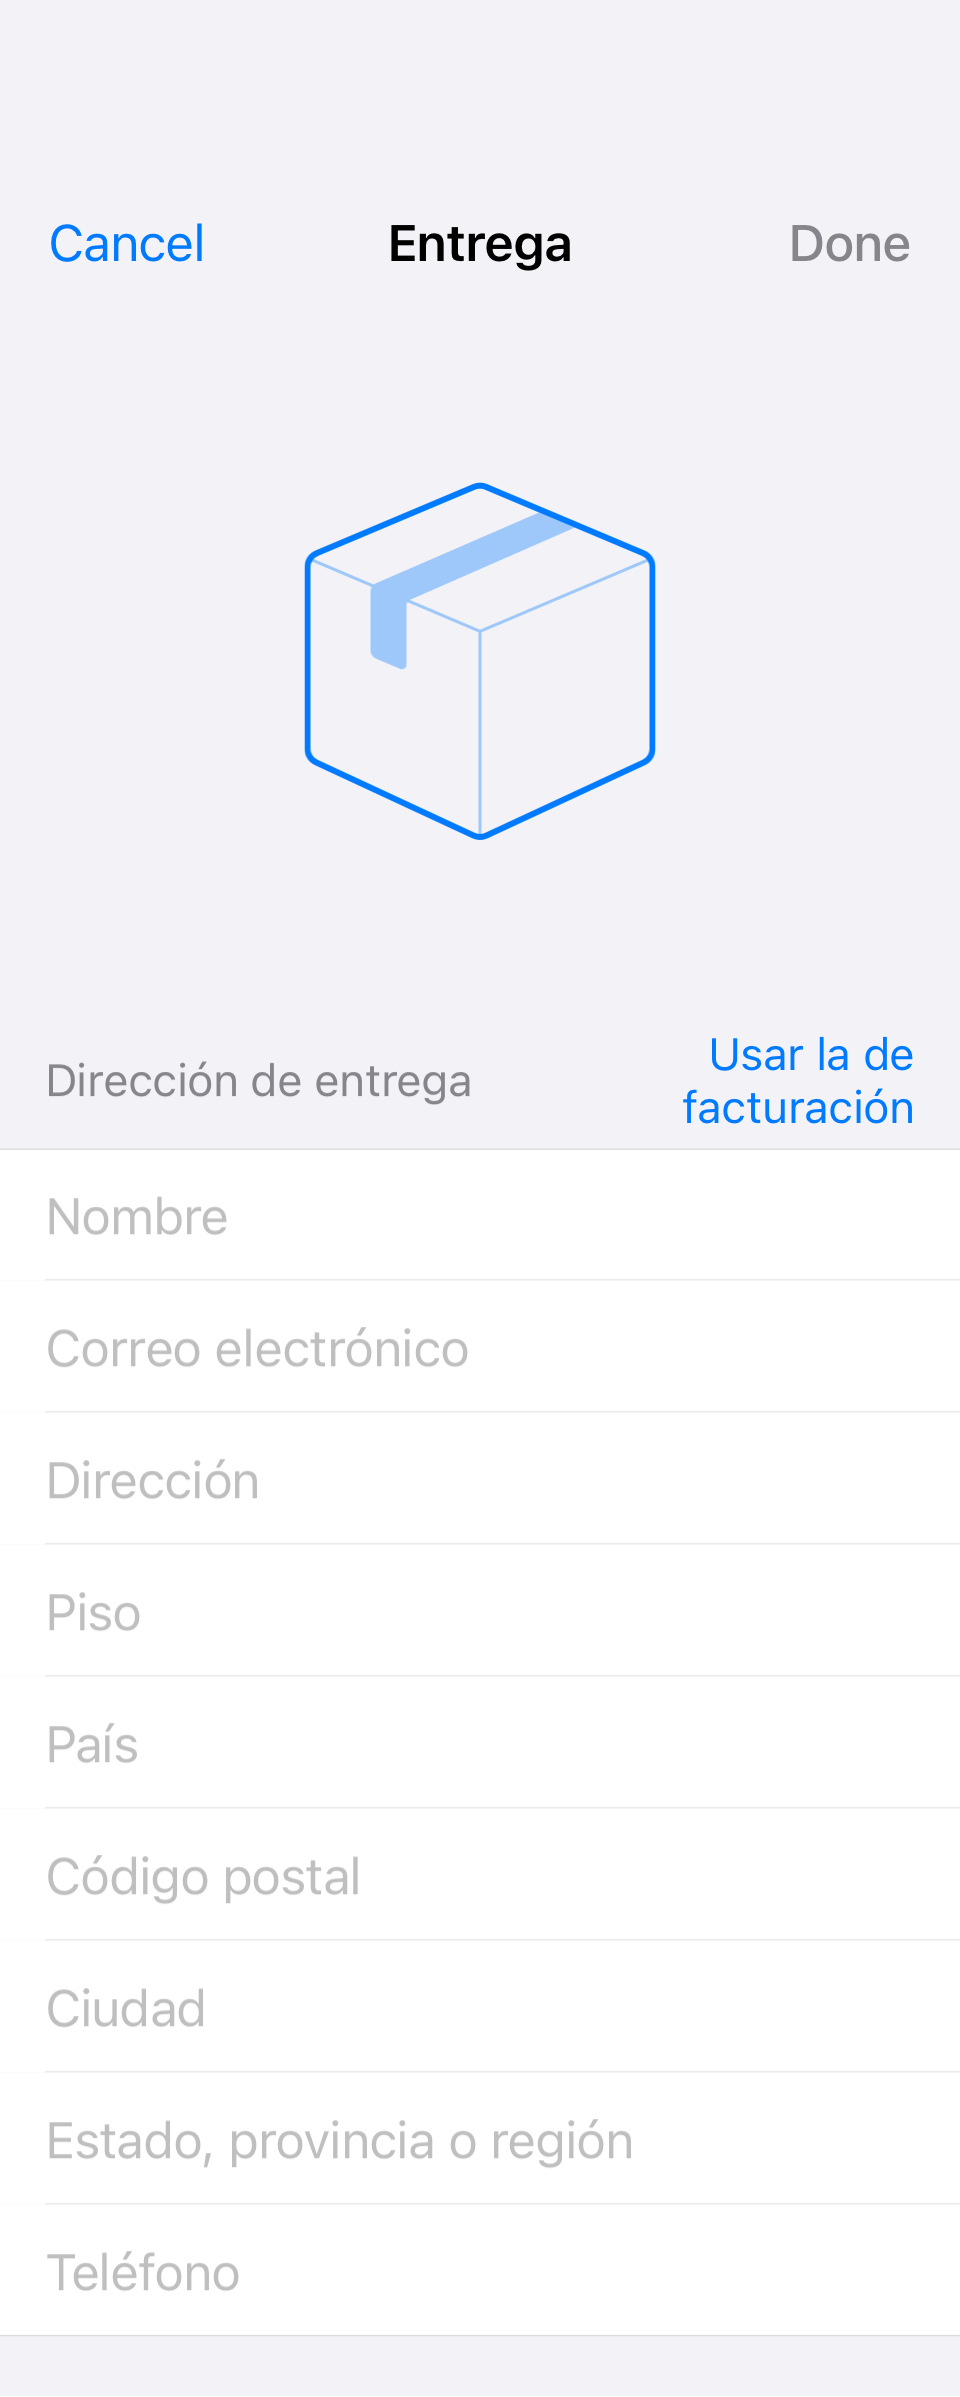 Cancel
Entrega
Done
Dirección de entrega
Usar la de
facturación
Nombre
Correo electrónico
Dirección
Piso
País
Código postal
Ciudad
Estado, provincia o región
Teléfono